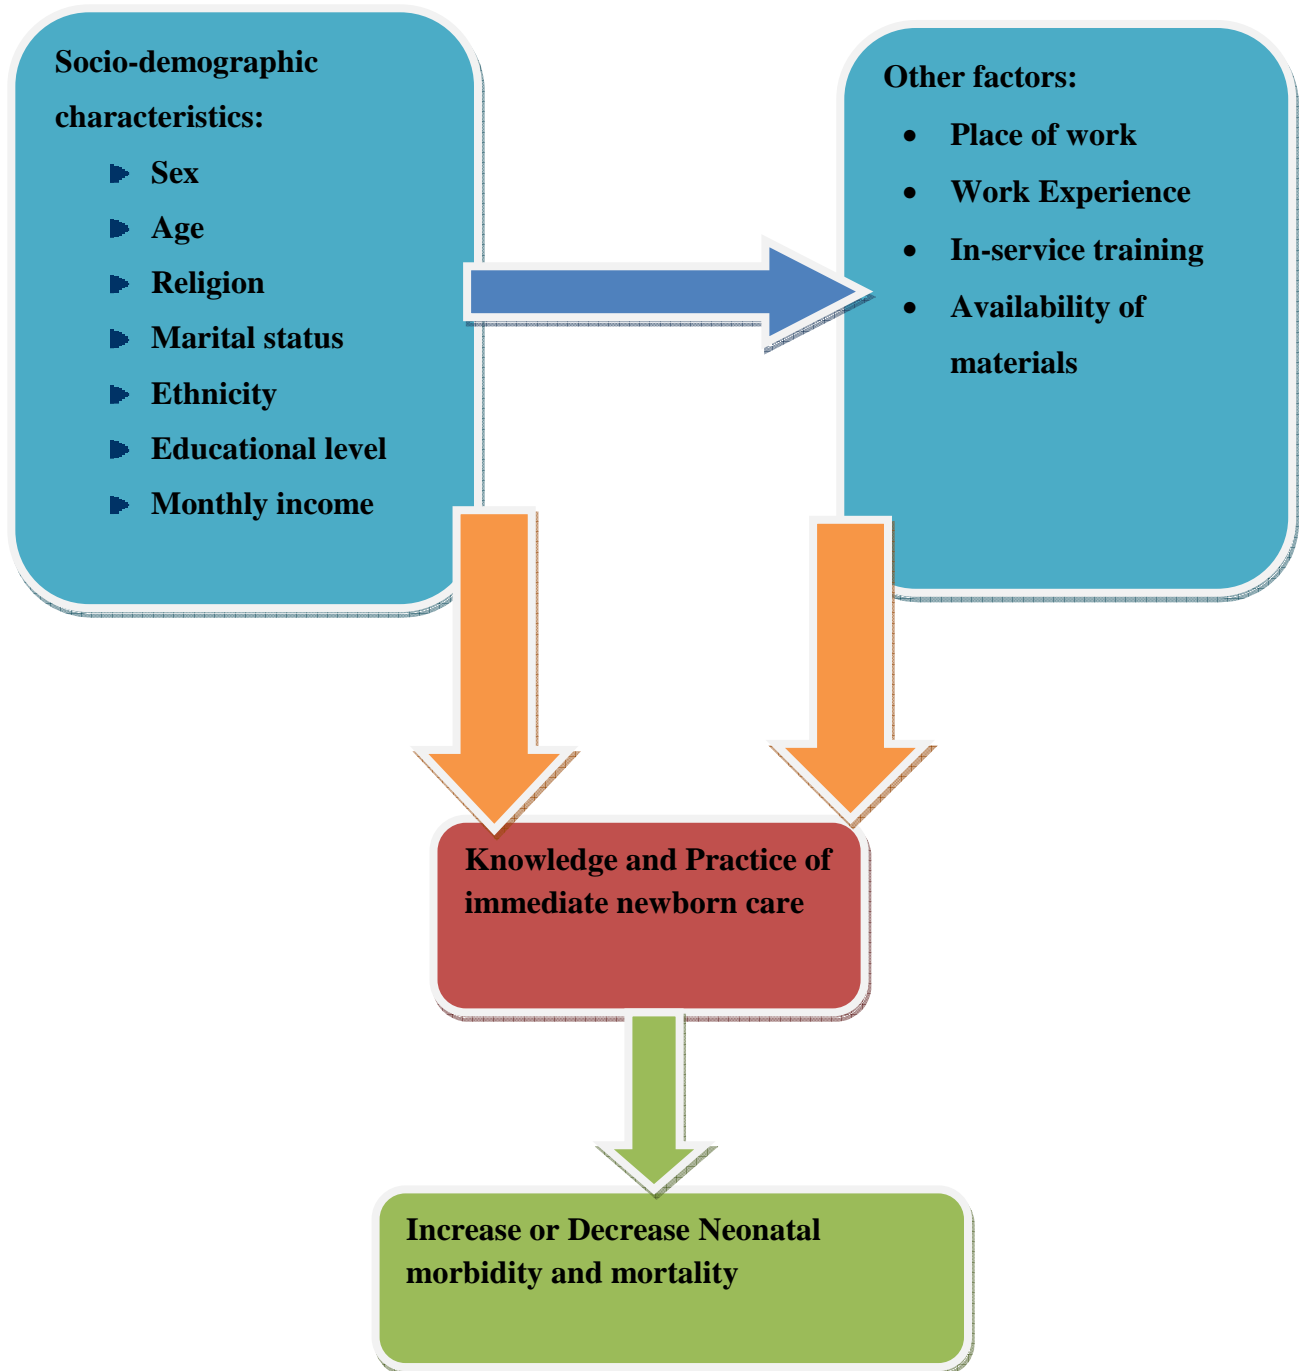 Socio-demographic
characteristics:
Sex
Age
Religion
Marital status
Ethnicity
Educational level
Monthly income
Other factors:
• Place of work
• Work Experience
• In-service training
• Availability of
materials
Knowledge and Practice of
immediate newborn care
Increase or Decrease Neonatal
morbidity and mortality